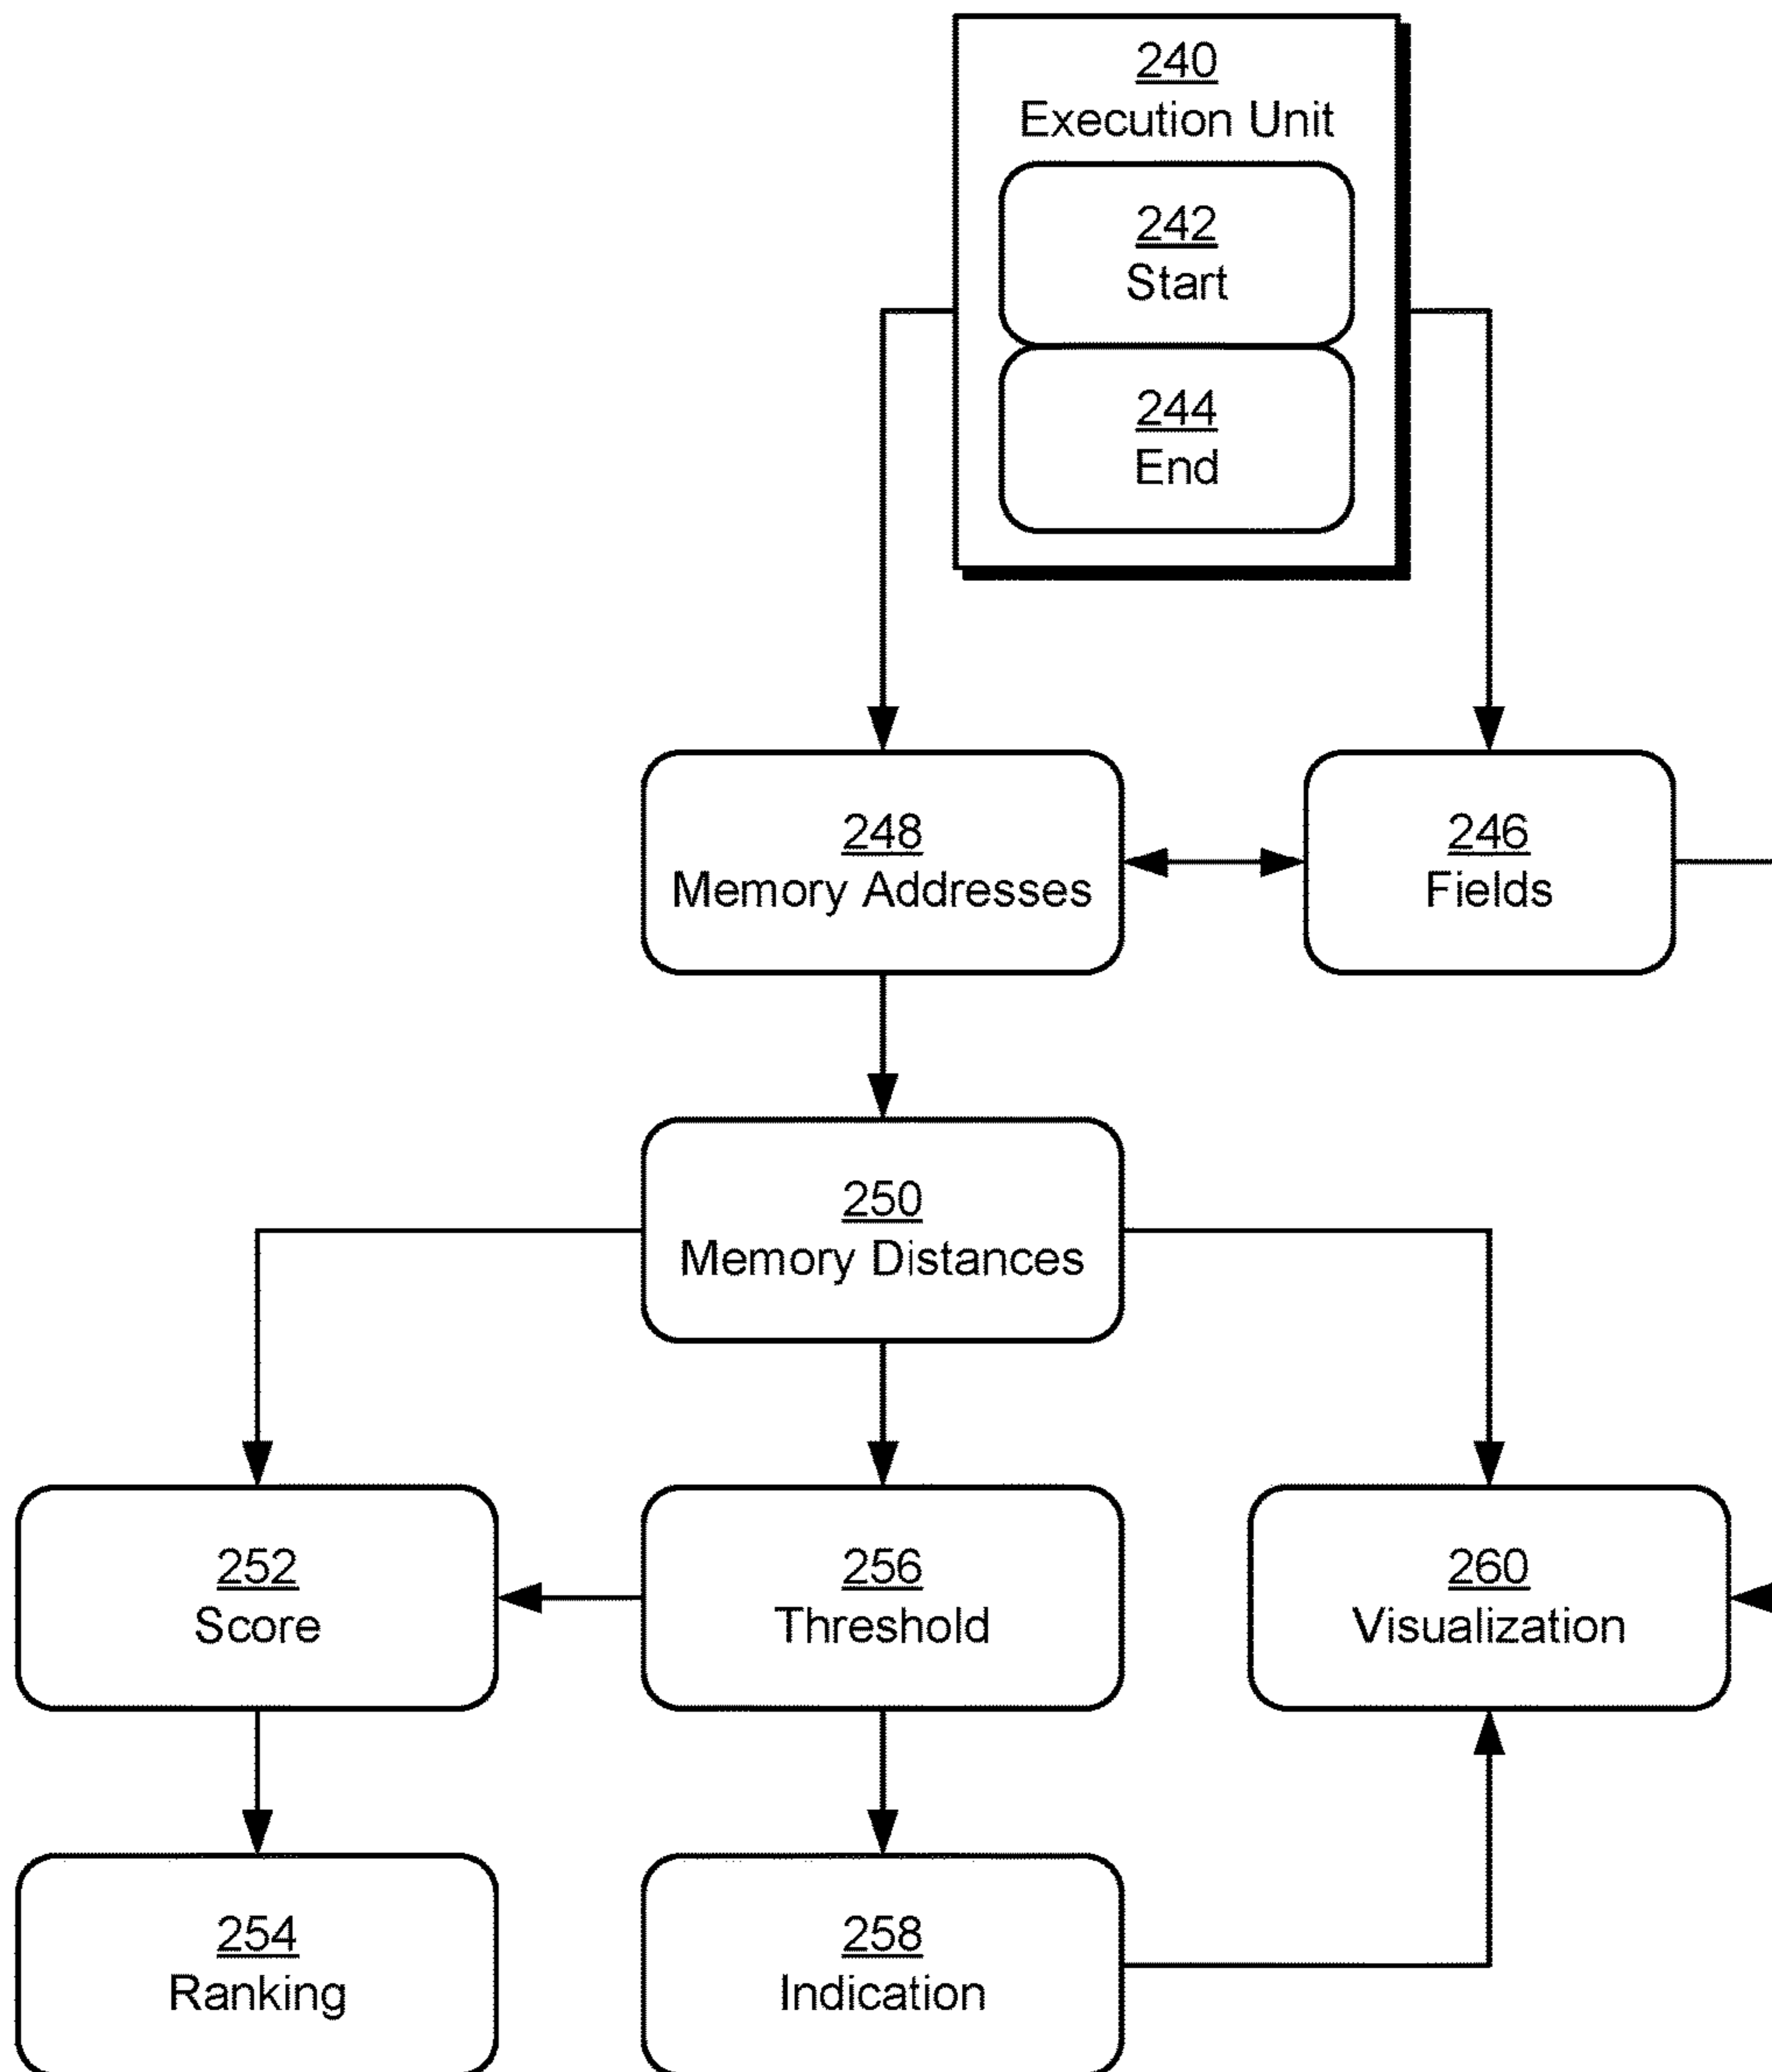 240
Execution Unit
242
Start
244
End
248
Memory Addresses
246
Fields
250
Memory Distances
252
Score
256
Threshold
260
Visualization
254
Ranking
258
Indication